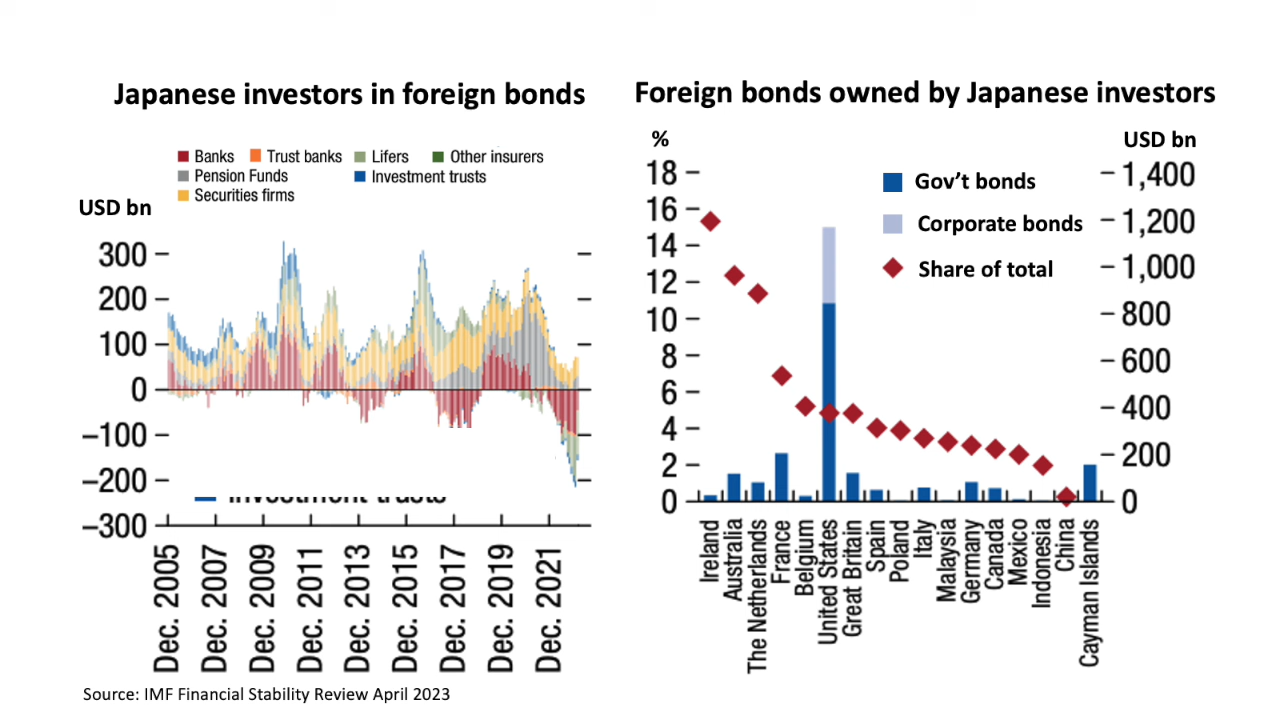 Japanese investors in foreign bonds
Banks Trust banks Lifers Other insurers
Pension Funds Investment trusts
Securities firms
USD bn
300
200
100
0
–100
–200
–300
Investment trusts
Dec. 2005
Dec. 2007
Dec. 2009
Dec. 2011
Dec. 2013
Dec. 2015
Dec. 2017
Dec. 2019
Dec. 2021
Foreign bonds owned by Japanese investors
%
18
16
14
12
10
8
6
4
2
0
Gov’t bonds
Corporate bonds
Share of total
USD bn
1,400
1,200
1,000
800
600
400
200
0
Ireland
Australia
The Netherlands
France
Belgium
United States
Great Britain
Spain
Poland
Italy
Malaysia
Germany
Canada
Mexico
Indonesia
China
Cayman Islands
Source: IMF Financial Stability Review April 2023